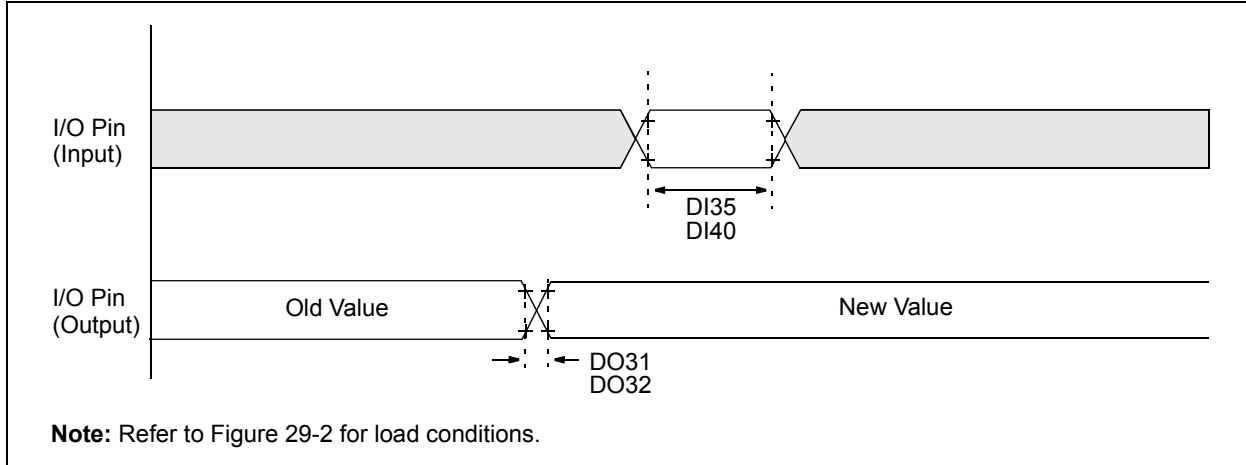 I/O Pin
(Input)
DI35
DI40
I/O Pin
(Output)
Old Value
New Value
DO31
DO32
Note: Refer to Figure 29-2 for load conditions.